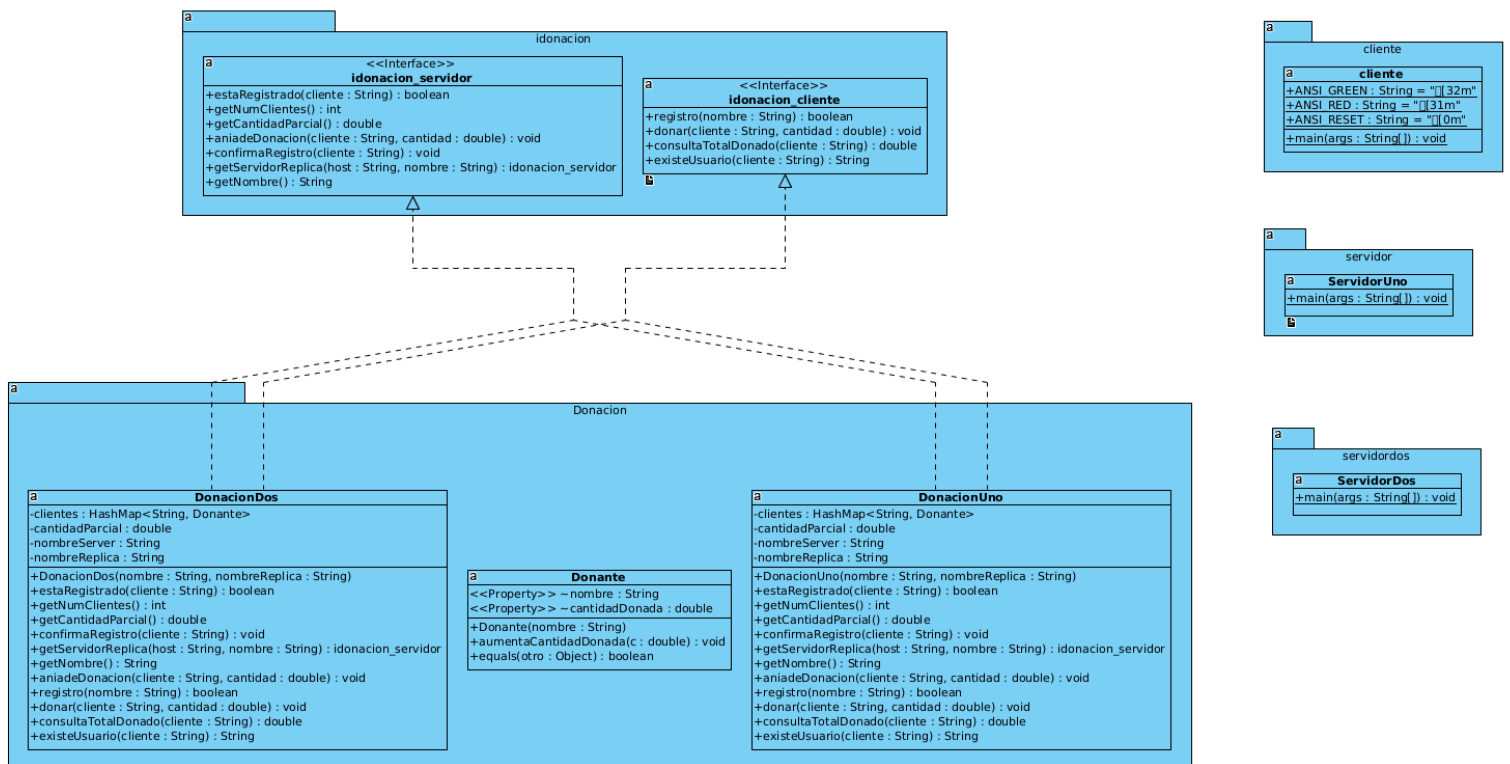 a
idonacion
a
<<Interface>>
idonacion_servidor
+estaRegistrado(cliente : String) : boolean
+getNumClientes() : int
+getCantidadParcial() : double
+aniadeDonacion(cliente : String, cantidad : double) : void
+confirmaRegistro(cliente : String) : void
+getServidorReplica(host : String, nombre : String) : idonacion_servidor
+getNombre() : String
a
<<Interface>>
idonacion_cliente
+registro(nombre : String) : boolean
+donar(cliente : String, cantidad : double) : void
+consultaTotalDonado(cliente : String) : double
+existeUsuario(cliente : String) : String
a
cliente
a
cliente
+ANSI_GREEN : String = "▯[32m"
+ANSI_RED : String = "▯[31m"
+ANSI_RESET : String = "▯[0m"
+main(args : String[]) : void
a
servidor
a
ServidorUno
+main(args : String[]) : void
a
servidordos
a
ServidorDos
+main(args : String[]) : void
a
Donacion
a
DonacionDos
-clientes : HashMap<String, Donante>
-cantidadParcial : double
-nombreServer : String
-nombreReplica : String
+DonacionDos(nombre : String, nombreReplica : String)
+estaRegistrado(cliente : String) : boolean
+getNumClientes() : int
+getCantidadParcial() : double
+confirmaRegistro(cliente : String) : void
+getServidorReplica(host : String, nombre : String) : idonacion_servidor
+getNombre() : String
+aniadeDonacion(cliente : String, cantidad : double) : void
+registro(nombre : String) : boolean
+donar(cliente : String, cantidad : double) : void
+consultaTotalDonado(cliente : String) : double
+existeUsuario(cliente : String) : String
a
Donante
<<Property>> ~nombre : String
<<Property>> ~cantidadDonada : double
+Donante(nombre : String)
+aumentaCantidadDonada(c : double) : void
+equals(otro : Object) : boolean
a
DonacionUno
-clientes : HashMap<String, Donante>
-cantidadParcial : double
-nombreServer : String
-nombreReplica : String
+DonacionUno(nombre : String, nombreReplica : String)
+estaRegistrado(cliente : String) : boolean
+getNumClientes() : int
+getCantidadParcial() : double
+confirmaRegistro(cliente : String) : void
+getServidorReplica(host : String, nombre : String) : idonacion_servidor
+getNombre() : String
+aniadeDonacion(cliente : String, cantidad : double) : void
+registro(nombre : String) : boolean
+donar(cliente : String, cantidad : double) : void
+consultaTotalDonado(cliente : String) : double
+existeUsuario(cliente : String) : String